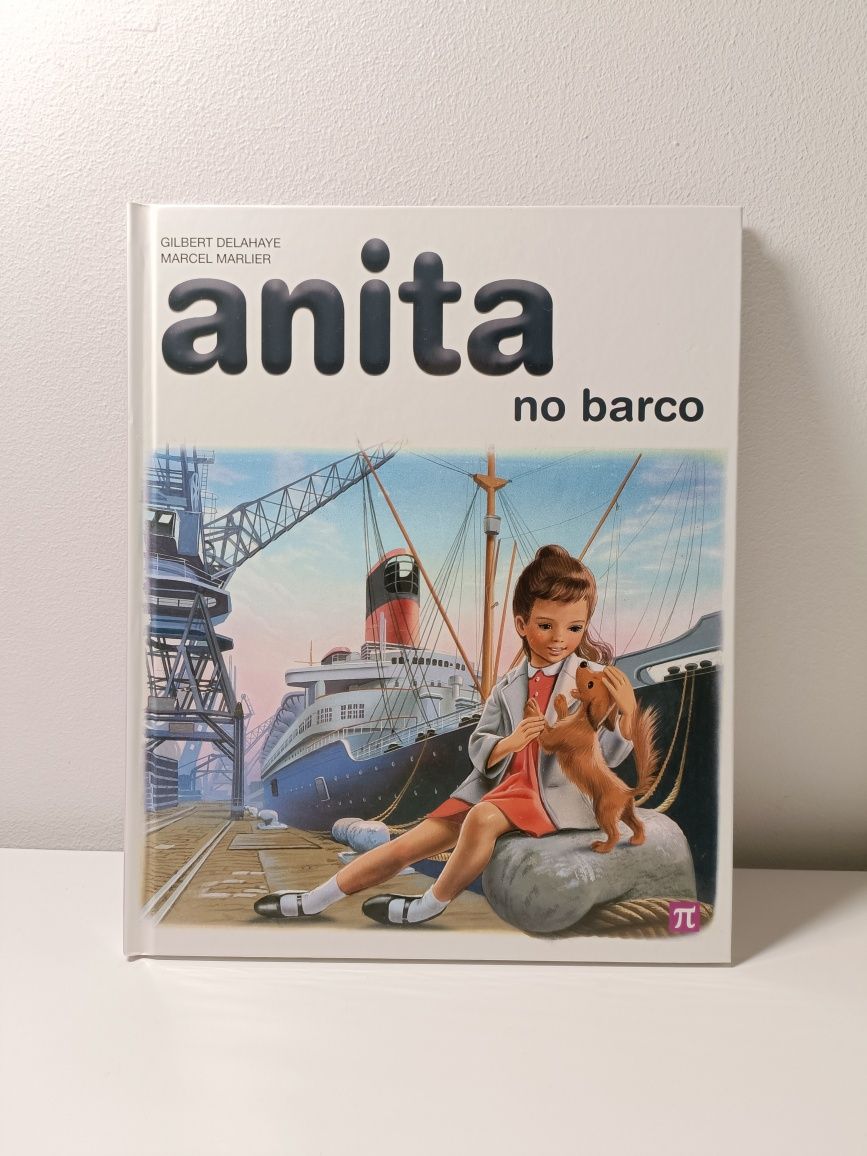 GILBERT DELAHAYE
MARCEL MARLIER
anita
no barco
π